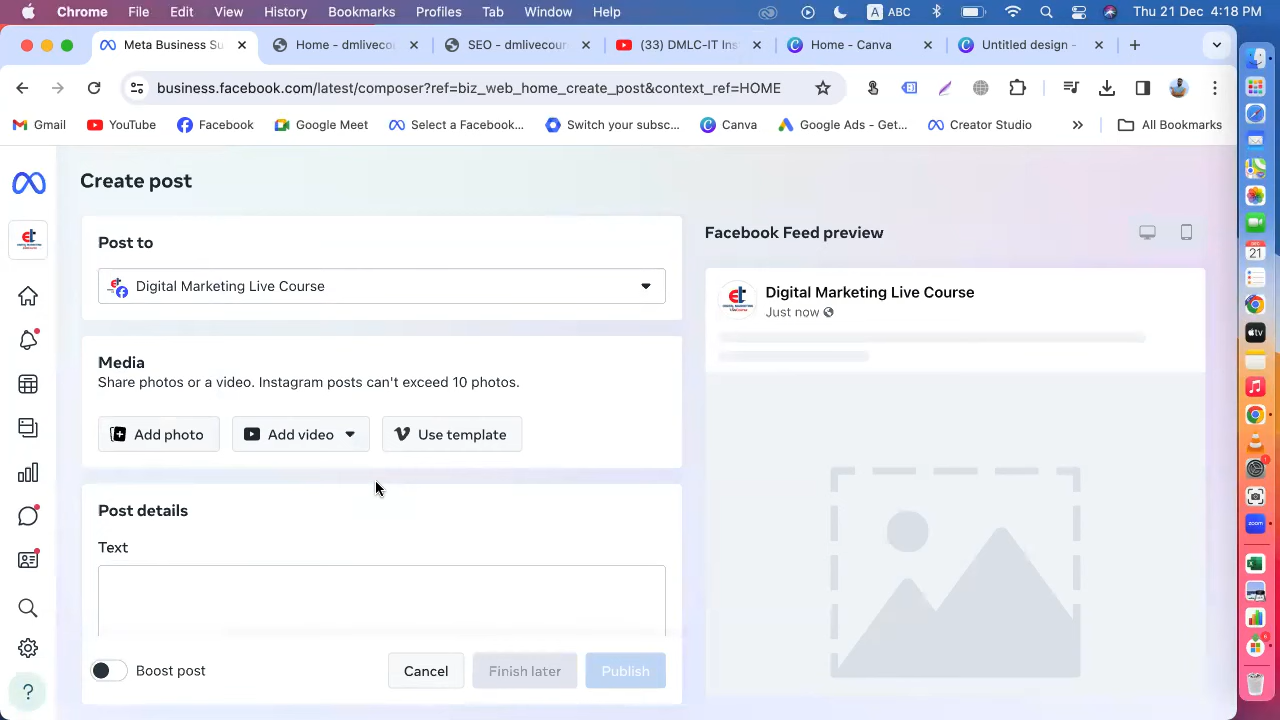 Chrome File Edit View History Bookmarks Profiles Tab Window Help A ABC Thu 21 Dec 4:18 PM
Meta Business Su Home - dmliveco SEO - dmlivecour (33) DMLC-IT Ins Home - Canva Untitled design -
business.facebook.com/latest/composer?ref=biz_web_home_create_post&context_ref=HOME
Gmail YouTube Facebook Google Meet Select a Facebook... Switch your subsc... Canva Google Ads - Get... Creator Studio » All Bookmarks
Create post
Post to
Digital Marketing Live Course
Media
Share photos or a video. Instagram posts can't exceed 10 photos.
Add photo Add video Use template
Post details
Text
Boost post Cancel Finish later Publish
Facebook Feed preview
Digital Marketing Live Course
Just now